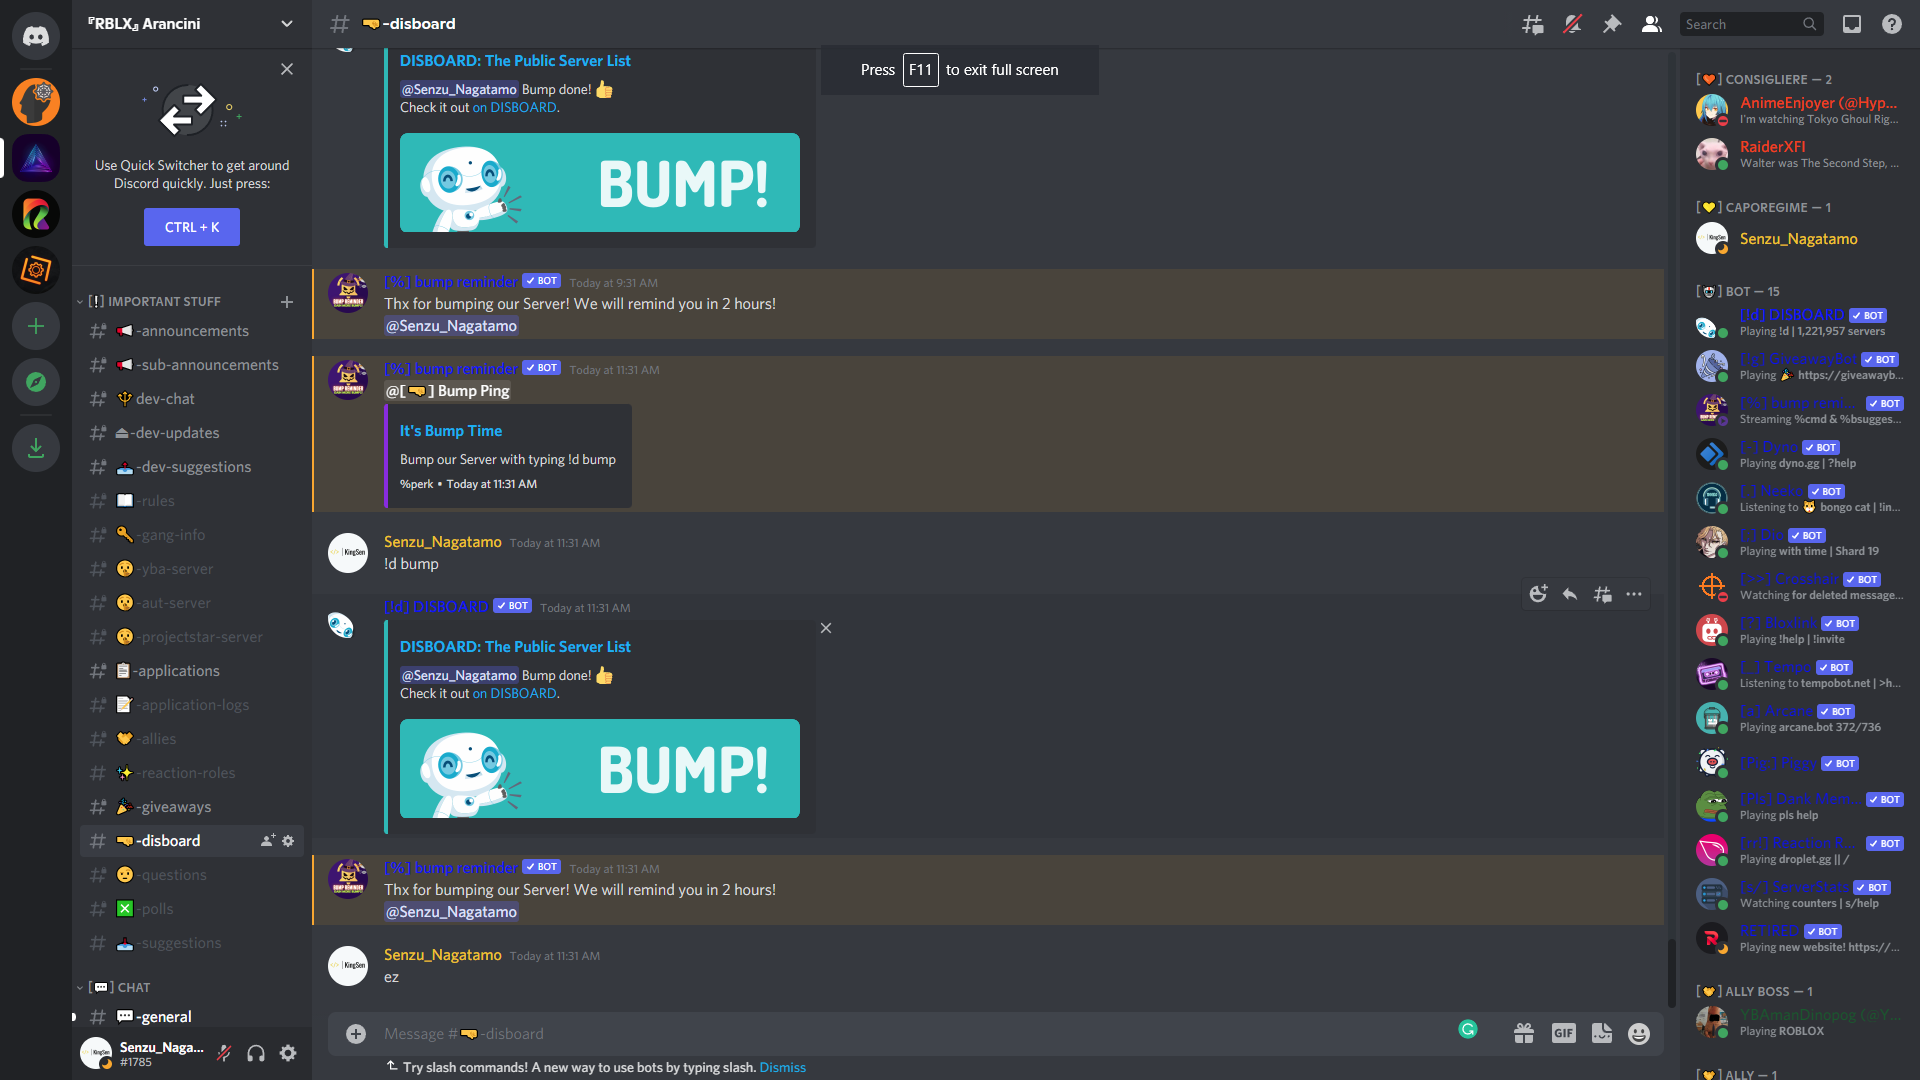 『RBLX』 Arancini
Use Quick Switcher to get around
Discord quickly. Just press:
CTRL + K
[!] IMPORTANT STUFF
-announcements
-sub-announcements
dev-chat
-dev-updates
-dev-suggestions
-rules
-gang-info
-yba-server
-aut-server
-projectstar-server
-applications
-application-logs
-allies
-reaction-roles
-giveaways
-disboard
-questions
-polls
-suggestions
[💬] CHAT
-general
Senzu_Naga...
#1785
-disboard
Search
Press F11 to exit full screen
DISBOARD: The Public Server List
@Senzu_Nagatamo Bump done! 👍
Check it out on DISBOARD.
BUMP!
[%] bump reminder BOT Today at 9:31 AM
Thx for bumping our Server! We will remind you in 2 hours!
@Senzu_Nagatamo
[%] bump reminder BOT Today at 11:31 AM
@[🤜] Bump Ping
It's Bump Time
Bump our Server with typing !d bump
%perk • Today at 11:31 AM
Senzu_Nagatamo Today at 11:31 AM
!d bump
[!d] DISBOARD BOT Today at 11:31 AM
DISBOARD: The Public Server List
@Senzu_Nagatamo Bump done! 👍
Check it out on DISBOARD.
BUMP!
[%] bump reminder BOT Today at 11:31 AM
Thx for bumping our Server! We will remind you in 2 hours!
@Senzu_Nagatamo
Senzu_Nagatamo Today at 11:31 AM
ez
Message #🤜-disboard
GIF
Try slash commands! A new way to use bots by typing slash. Dismiss
[❤] CONSIGLIERE — 2
AnimeEnjoyer (@Hyp...
I'm watching Tokyo Ghoul Rig...
RaiderXFI
Walter was The Second Step, ...
[💛] CAPOREGIME — 1
Senzu_Nagatamo
BOT — 15
[!d] DISBOARD BOT
Playing !d | 1,221,957 servers
[!g] GiveawayBot BOT
Playing 🎉 https://giveawayb...
[%] bump remi... BOT
Streaming %cmd & %bsugges...
Dyno BOT
Playing dyno.gg | ?help
[.] Neeko BOT
Listening to 🐱 bongo cat | !in...
Dio BOT
Playing with time | Shard 19
Crosshair BOT
Watching for deleted message...
[?] Bloxlink BOT
Playing !help | !invite
Tempo BOT
Listening to tempobot.net | >h...
[a] Arcane BOT
Playing arcane.bot 372/736
[Pig] Piggy BOT
[Pls] Dank Mem... BOT
Playing pls help
[rr!] Reaction R... BOT
Playing droplet.gg || /
[s/] ServerStats BOT
Watching counters | s/help
RETIRED BOT
Playing new website! https://...
ALLY BOSS — 1
YBAmanDinopog (@Y...
Playing ROBLOX
ALLY — 1